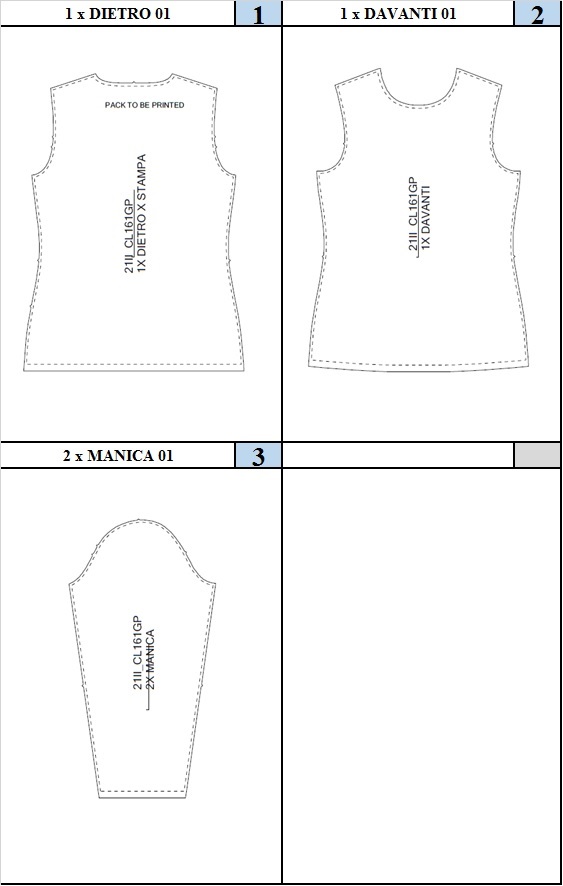 1 x DIETRO 01
1
1 x DAVANTI 01
2
PACK TO BE PRINTED
21II_CL161GP
1X DIETRO X STAMPA
21II_CL161GP
1X DAVANTI
2 x MANICA 01
3
21II_CL161GP
2X MANICA